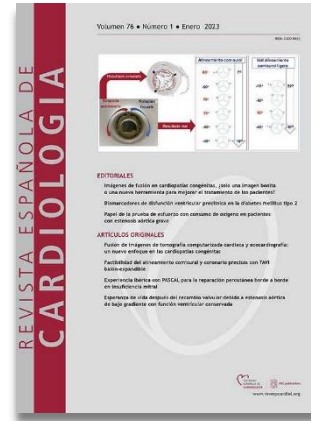 REVISTA ESPAÑOLA DE
CARDIOLOGÍA
Volumen 76 • Número 1 • Enero 2023
Alineamiento comisural
EDITORIALES
Imágenes de fusión en cardiopatías congénitas, ¿solo una imagen bonita
o una nueva herramienta para mejorar el tratamiento de los pacientes?
Biomarcadores de disfunción ventricular preclínica en la diabetes mellitus tipo 2
Papel de la prueba de esfuerzo con consumo de oxígeno en pacientes
con estenosis aórtica grave
ARTÍCULOS ORIGINALES
Fusión de imágenes de tomografía computarizada cardiaca y ecocardiografía:
un nuevo enfoque en las cardiopatías congénitas
Factibilidad del alineamiento comisural y coronario precisos con TAVI
balón-expandible
Experiencia ibérica con PASCAL para la reparación percutánea borde a borde
en insuficiencia mitral
Esperanza de vida después del recambio valvular debido a estenosis aórtica
de bajo gradiente con función ventricular conservada
www.revespcardiol.org